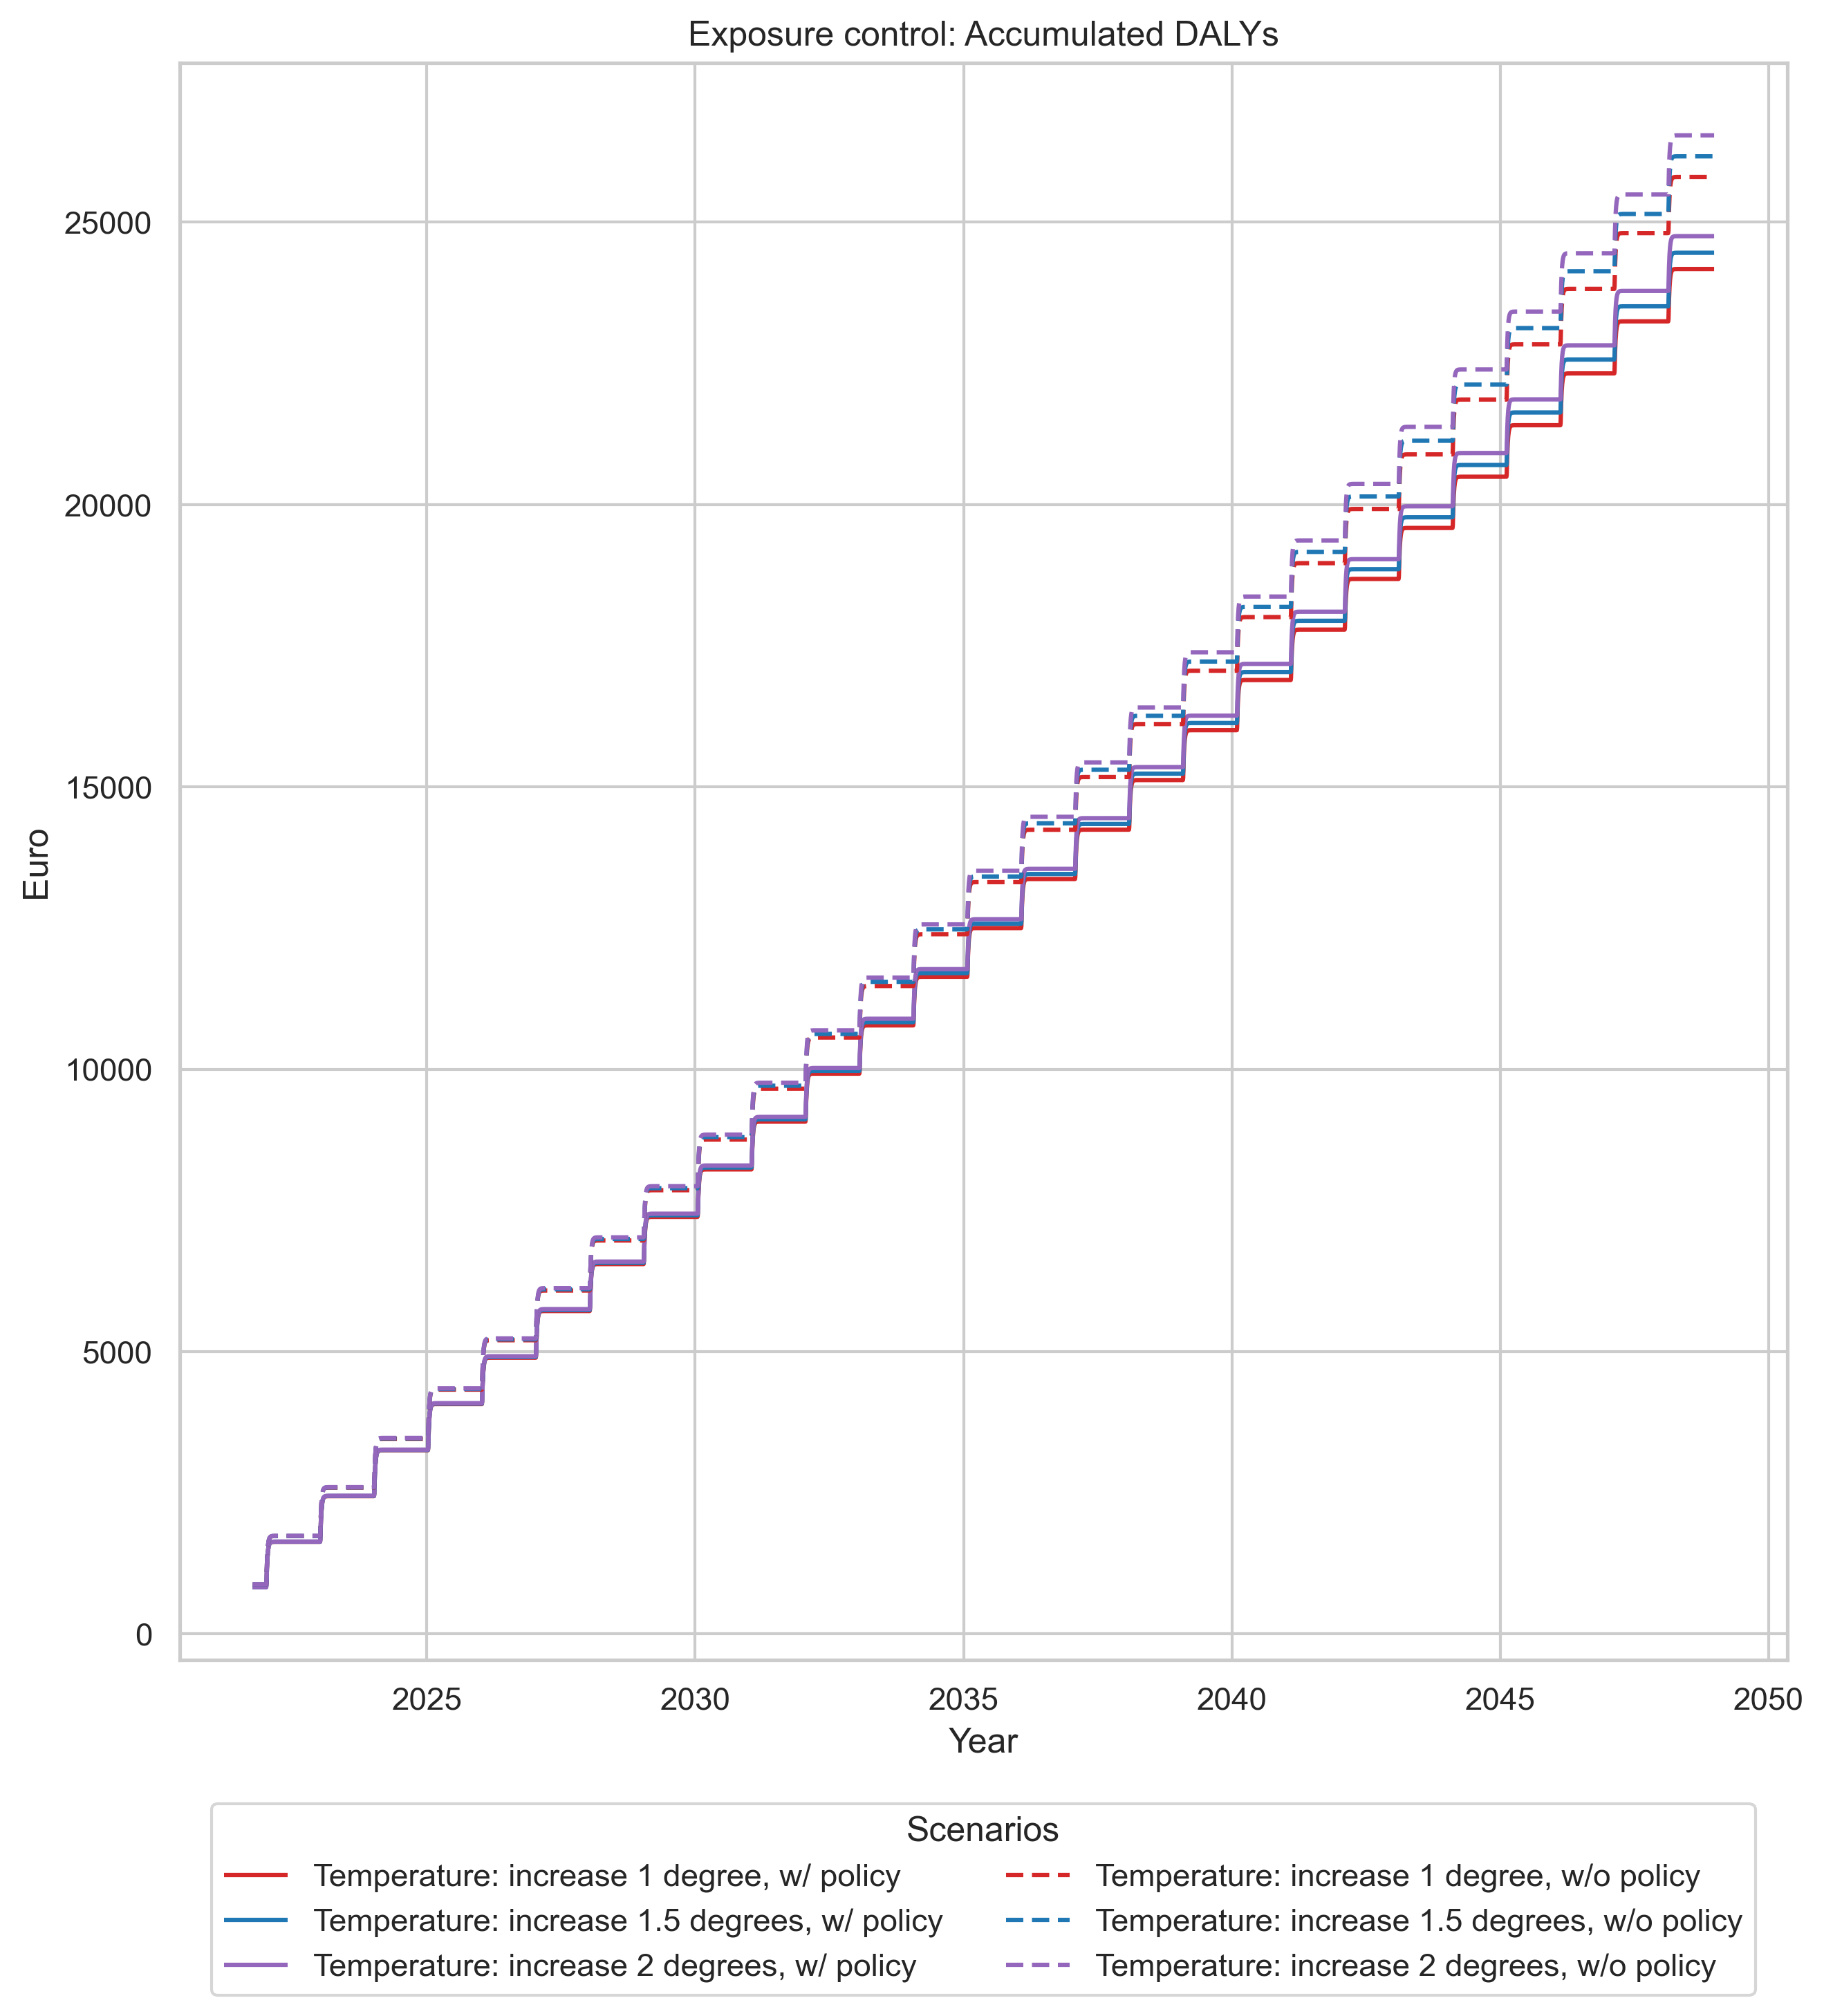 Exposure control: Accumulated DALYs
25000
20000
15000
10000
5000
0
Euro
2025 2030 2035 2040 2045 2050
Year
Scenarios
Temperature: increase 1 degree, w/ policy
Temperature: increase 1.5 degrees, w/ policy
Temperature: increase 2 degrees, w/ policy
Temperature: increase 1 degree, w/o policy
Temperature: increase 1.5 degrees, w/o policy
Temperature: increase 2 degrees, w/o policy